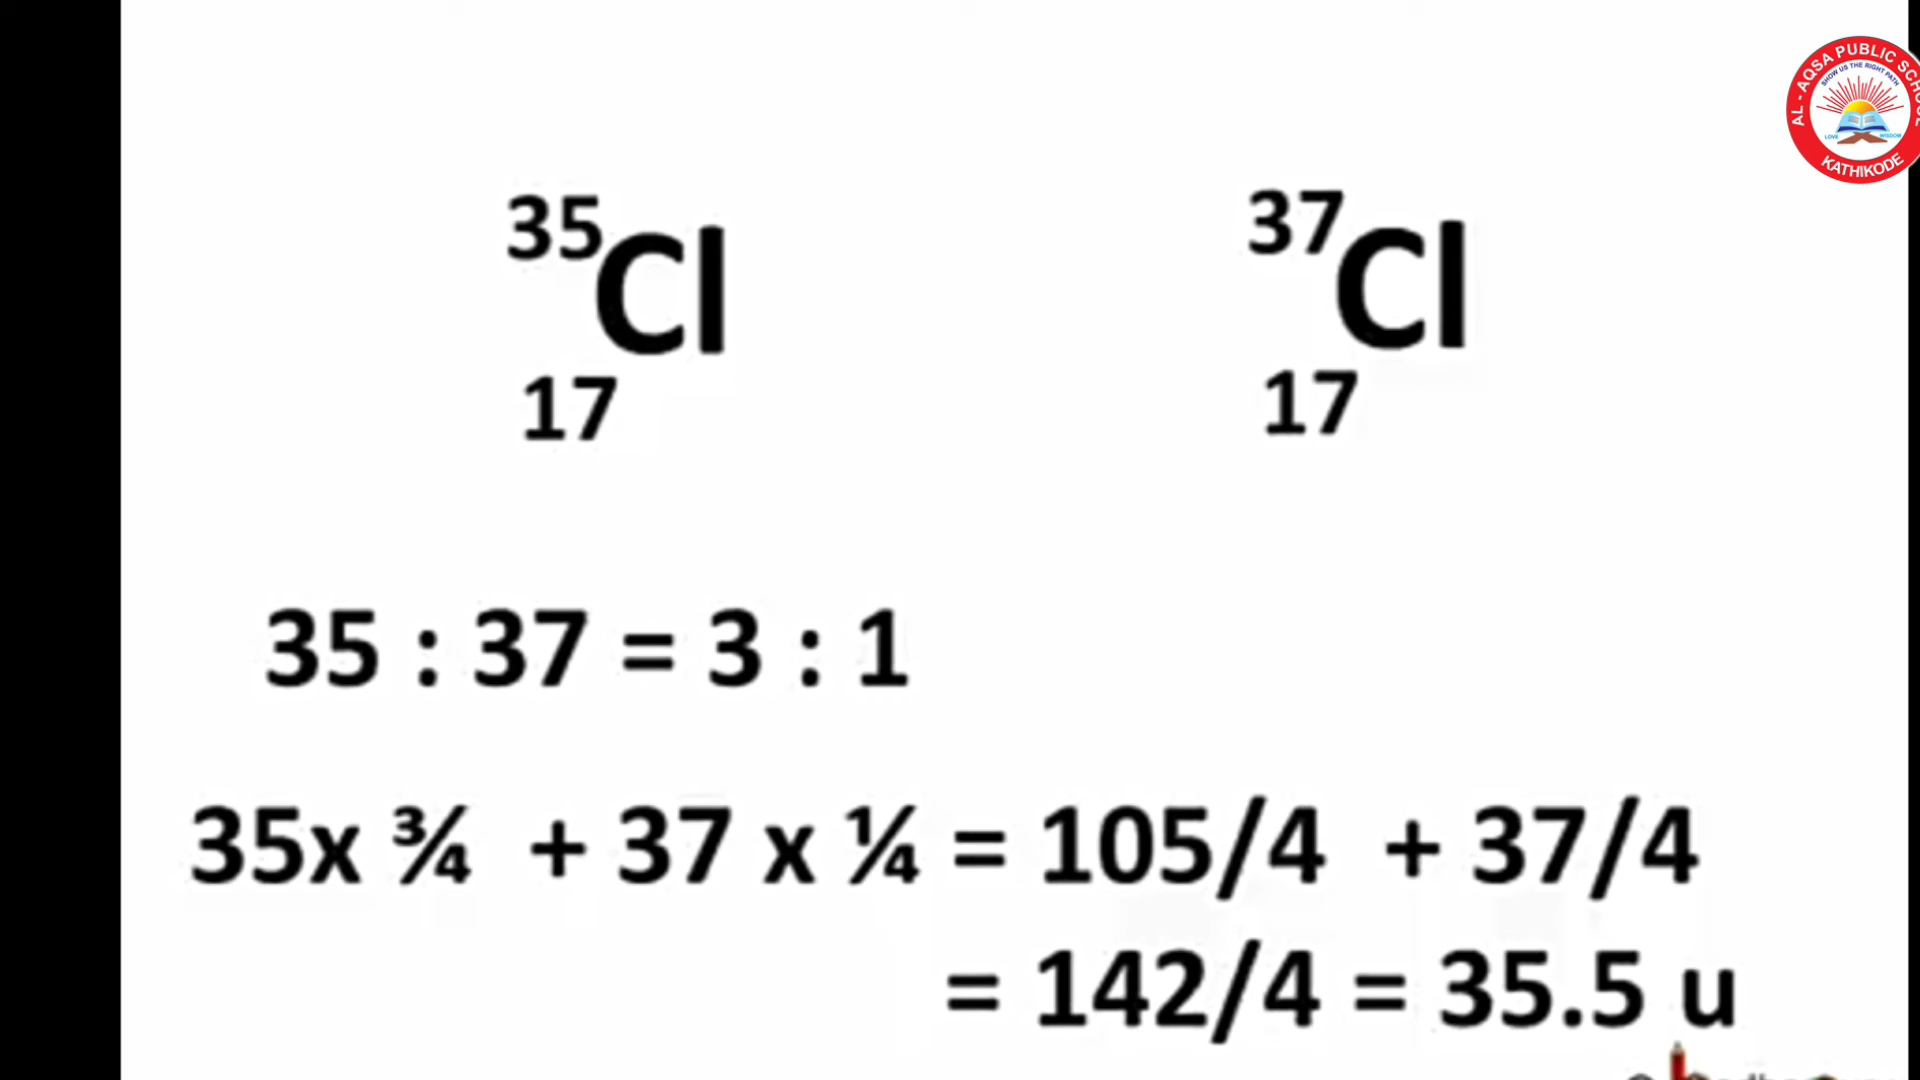 AL - AQSA PUBLIC SCHOOL
SHOW US THE RIGHT PATH
LOVE WISDOM
KATHIKODE
35 37
Cl Cl
17 17
35 : 37 = 3 : 1
35x ¾ + 37 x ¼ = 105/4 + 37/4
= 142/4 = 35.5 u